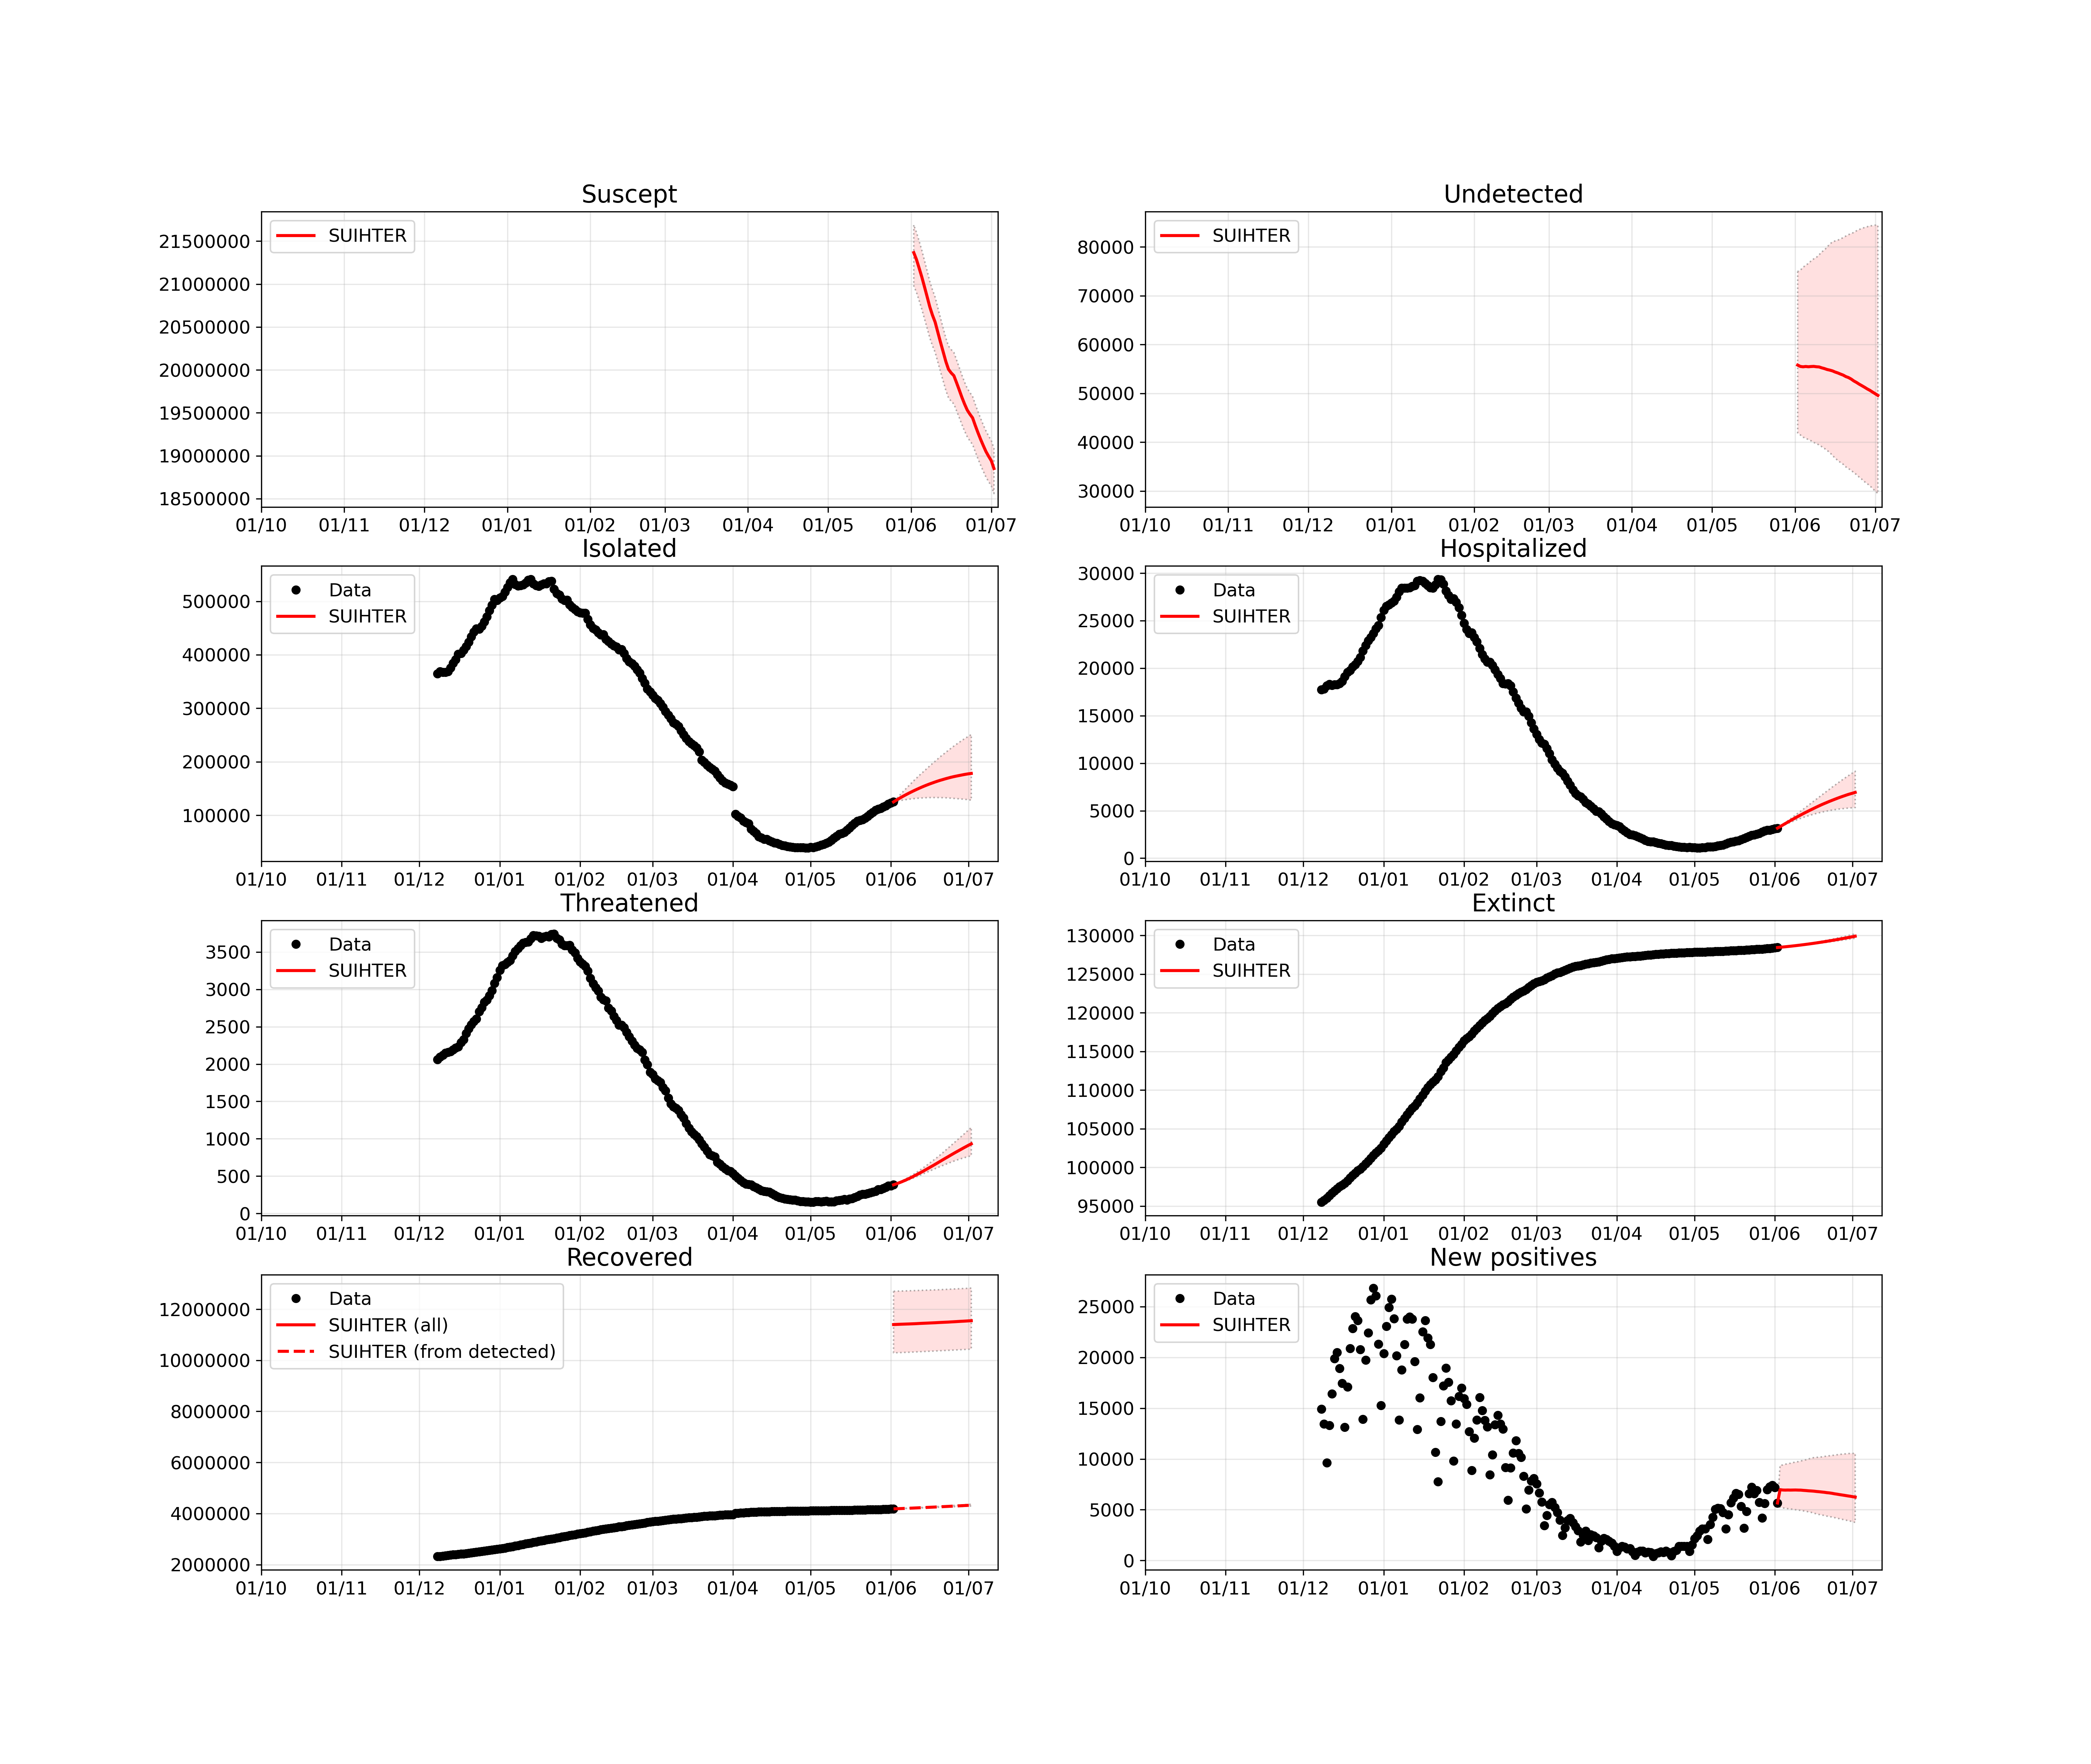 Suscept
SUIHTER
21500000
21000000
20500000
20000000
19500000
19000000
18500000
01/10 01/11 01/12 01/01 01/02 01/03 01/04 01/05 01/06 01/07
Undetected
SUIHTER
80000
70000
60000
50000
40000
30000
01/10 01/11 01/12 01/01 01/02 01/03 01/04 01/05 01/06 01/07
Isolated
Data
SUIHTER
500000
400000
300000
200000
100000
01/10 01/11 01/12 01/01 01/02 01/03 01/04 01/05 01/06 01/07
Hospitalized
Data
SUIHTER
30000
25000
20000
15000
10000
5000
0
01/10 01/11 01/12 01/01 01/02 01/03 01/04 01/05 01/06 01/07
Threatened
Data
SUIHTER
3500
3000
2500
2000
1500
1000
500
0
01/10 01/11 01/12 01/01 01/02 01/03 01/04 01/05 01/06 01/07
Extinct
Data
SUIHTER
130000
125000
120000
115000
110000
105000
100000
95000
01/10 01/11 01/12 01/01 01/02 01/03 01/04 01/05 01/06 01/07
Recovered
Data
SUIHTER (all)
SUIHTER (from detected)
12000000
10000000
8000000
6000000
4000000
2000000
01/10 01/11 01/12 01/01 01/02 01/03 01/04 01/05 01/06 01/07
New positives
Data
SUIHTER
25000
20000
15000
10000
5000
0
01/10 01/11 01/12 01/01 01/02 01/03 01/04 01/05 01/06 01/07